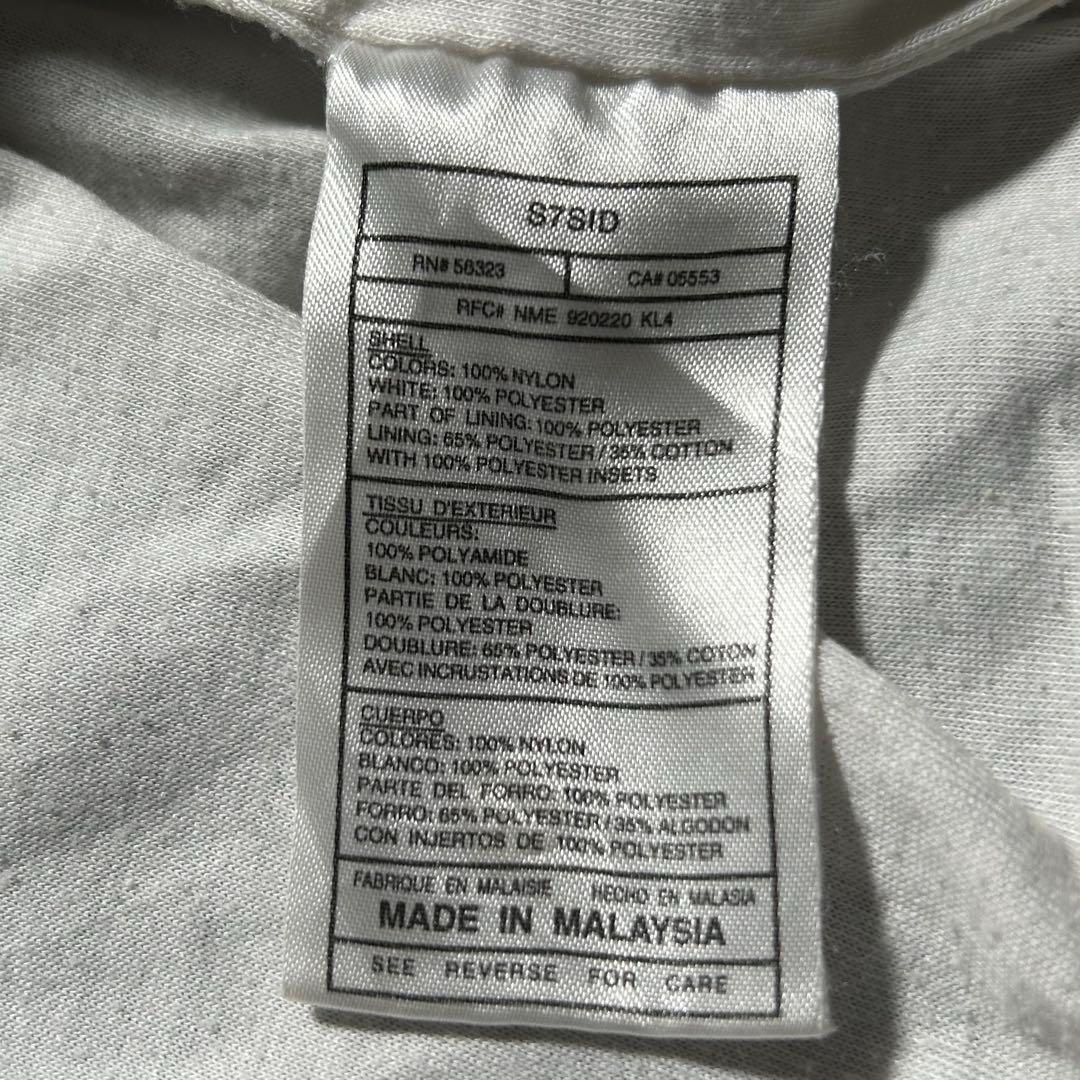 S7SID
RN# 56323 CA# 05553
RFC# NME 920220 KL4
SHELL
COLORS: 100% NYLON
WHITE: 100% POLYESTER
PART OF LINING: 100% POLYESTER
LINING: 65% POLYESTER / 35% COTTON
WITH 100% POLYESTER INSETS
TISSU D'EXTERIEUR
COULEURS:
100% POLYAMIDE
BLANC: 100% POLYESTER
PARTIE DE LA DOUBLURE:
100% POLYESTER
DOUBLURE: 65% POLYESTER / 35% COTON
AVEC INCRUSTATIONS DE 100% POLYESTER
CUERPO
COLORES: 100% NYLON
BLANCO: 100% POLYESTER
PARTE DEL FORRO: 100% POLYESTER
FORRO: 65% POLYESTER / 35% ALGODON
CON INJERTOS DE 100% POLYESTER
FABRIQUE EN MALAISIE HECHO EN MALASIA
MADE IN MALAYSIA
SEE REVERSE FOR CARE